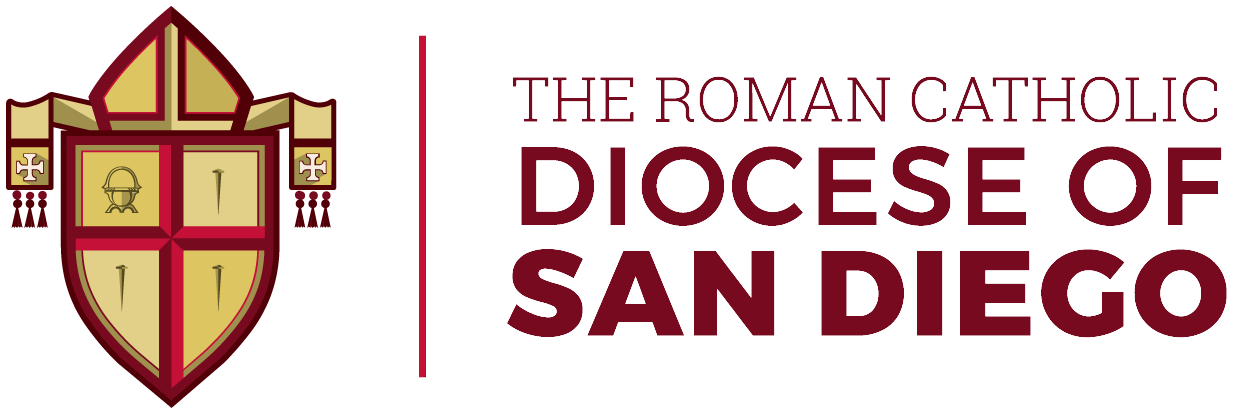 THE ROMAN CATHOLIC
DIOCESE OF
SAN DIEGO